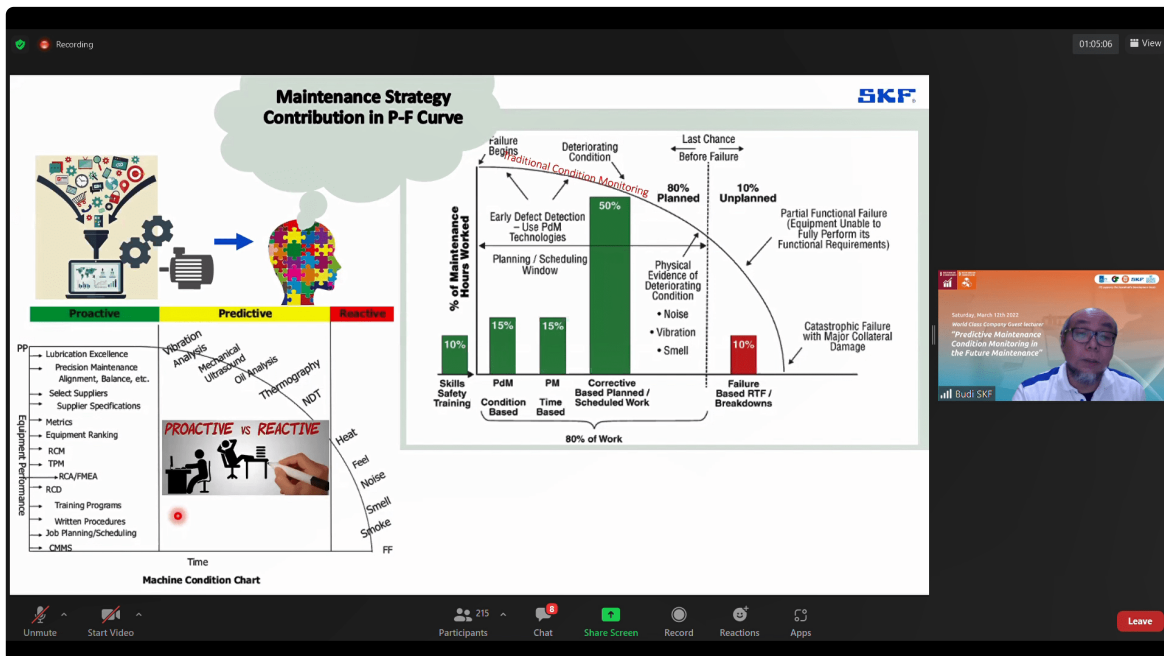 Recording
01:05:06
View
Maintenance Strategy
Contribution in P-F Curve
SKF
Proactive
Predictive
Reactive
PP
Lubrication Excellence
Precision Maintenance
Alignment, Balance, etc.
Select Suppliers
Supplier Specifications
Metrics
Equipment Ranking
RCM
TPM
RCA/FMEA
RCD
Training Programs
Written Procedures
Job Planning/Scheduling
CMMS
Equipment Performance
Vibration
Analysis
Mechanical
Ultrasound
Oil Analysis
Thermography
NDT
PROACTIVE VS REACTIVE
Heat
Feel
Noise
Smell
Smoke
FF
Time
Machine Condition Chart
Failure
Begins
Traditional Condition Monitoring
Deteriorating
Condition
Last Chance
Before Failure
80%
Planned
10%
Unplanned
% of Maintenance
Hours Worked
Early Defect Detection
– Use PdM
Technologies
Planning / Scheduling
Window
50%
Physical
Evidence of
Deteriorating
Condition
• Noise
• Vibration
• Smell
Partial Functional Failure
(Equipment Unable to
Fully Perform its
Functional Requirements)
Catastrophic Failure
with Major Collateral
Damage
10%
15%
15%
10%
Skills
Safety
Training
PdM
Condition
Based
PM
Time
Based
Corrective
Based Planned /
Scheduled Work
Failure
Based RTF /
Breakdowns
80% of Work
Saturday, March 12th 2022
World Class Company Guest lecture:
"Predictive Maintenance
Condition Monitoring in
the Future Maintenance"
SKF
Budi SKF
Unmute
Start Video
215
Participants
8
Chat
Share Screen
Record
Reactions
Apps
Leave